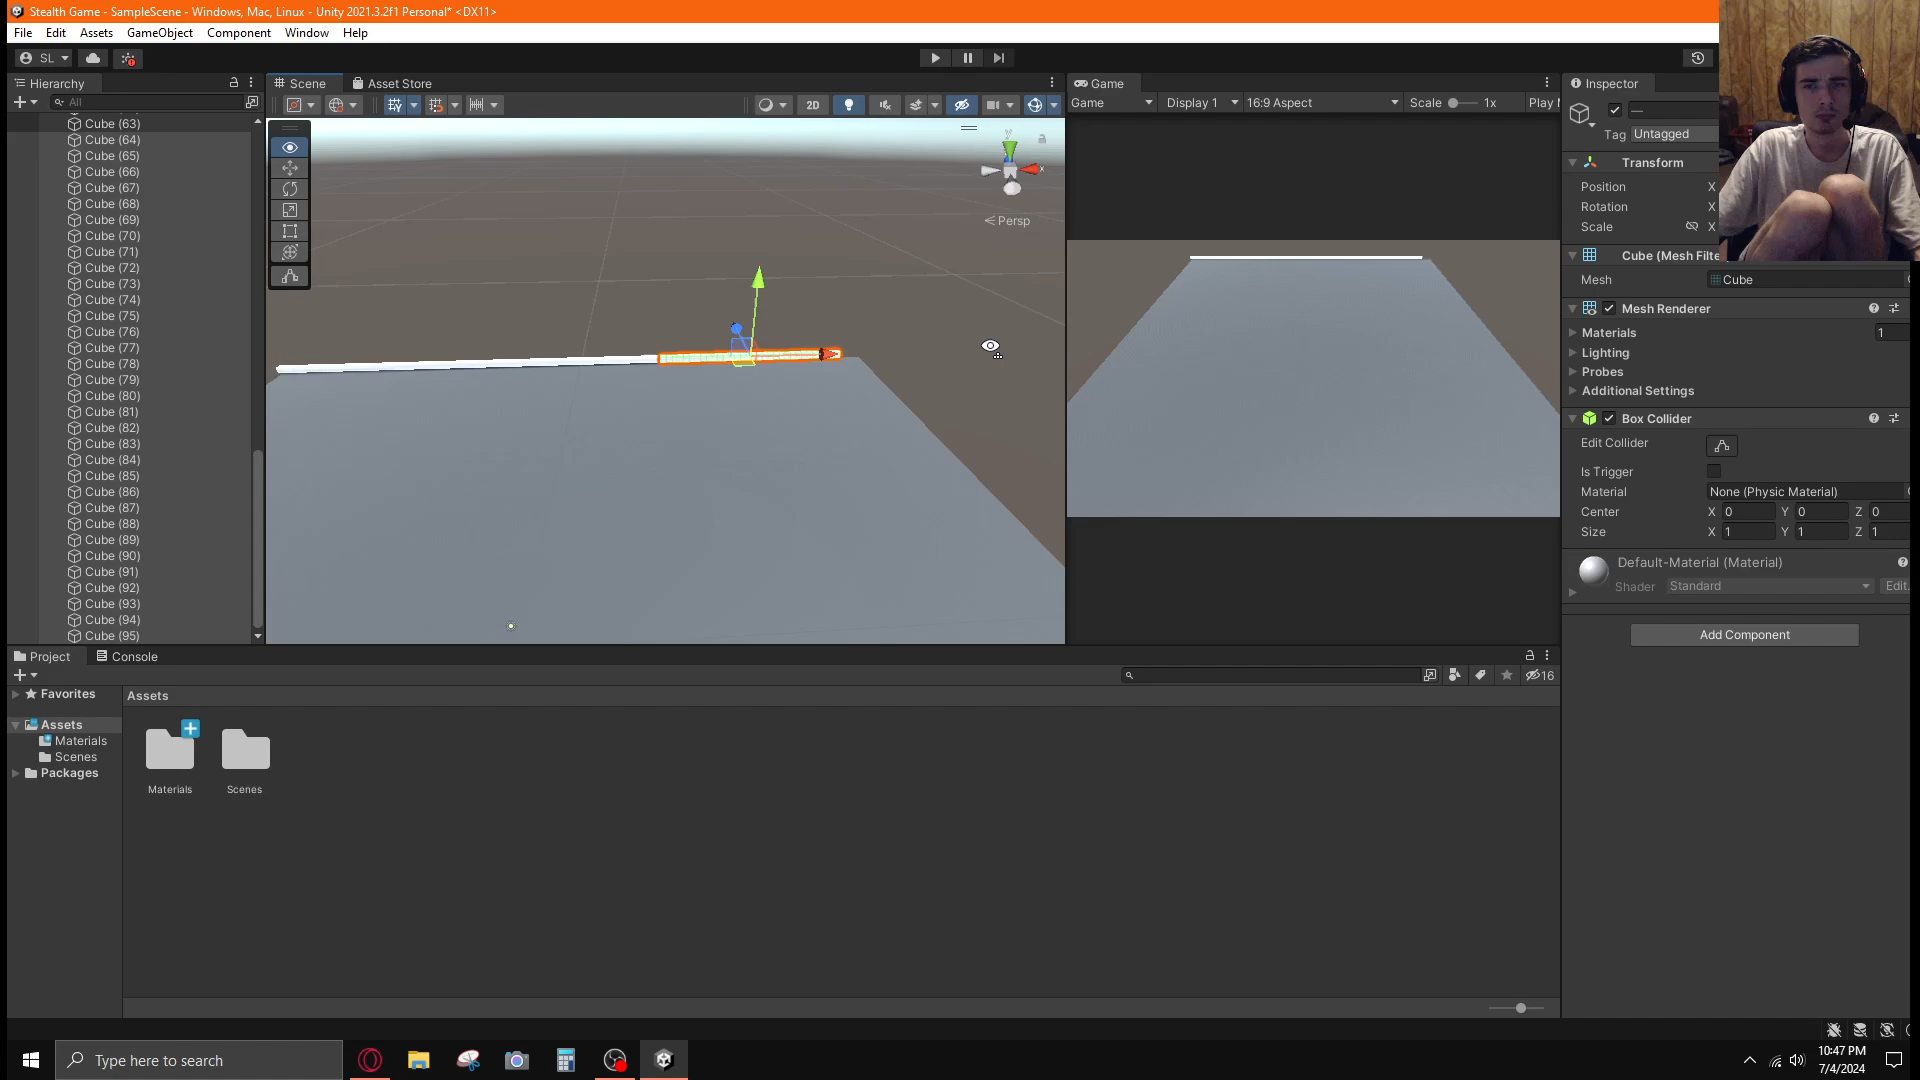 Stealth Game - SampleScene - Windows, Mac, Linux - Unity 2021.3.2f1 Personal* <DX11>
File Edit Assets GameObject Component Window Help
SL
Hierarchy
Scene
Asset Store
Game
Inspector
All
2D
Game
Display 1
16:9 Aspect
Scale
1x
Play M
—
Tag
Untagged
Cube (63)
Cube (64)
Cube (65)
Cube (66)
Cube (67)
Cube (68)
Cube (69)
Cube (70)
Cube (71)
Cube (72)
Cube (73)
Cube (74)
Cube (75)
Cube (76)
Cube (77)
Cube (78)
Cube (79)
Cube (80)
Cube (81)
Cube (82)
Cube (83)
Cube (84)
Cube (85)
Cube (86)
Cube (87)
Cube (88)
Cube (89)
Cube (90)
Cube (91)
Cube (92)
Cube (93)
Cube (94)
Cube (95)
y
x
< Persp
Transform
Position X
Rotation X
Scale X
Cube (Mesh Filte
Mesh Cube
Mesh Renderer
Materials 1
Lighting
Probes
Additional Settings
Box Collider
Edit Collider
Is Trigger
Material None (Physic Material)
Center X 0 Y 0 Z 0
Size X 1 Y 1 Z 1
Default-Material (Material)
Shader Standard Edit.
Add Component
Project
Console
16
Favorites
Assets
Materials
Scenes
Packages
Assets
Materials
Scenes
Type here to search
10:47 PM
7/4/2024